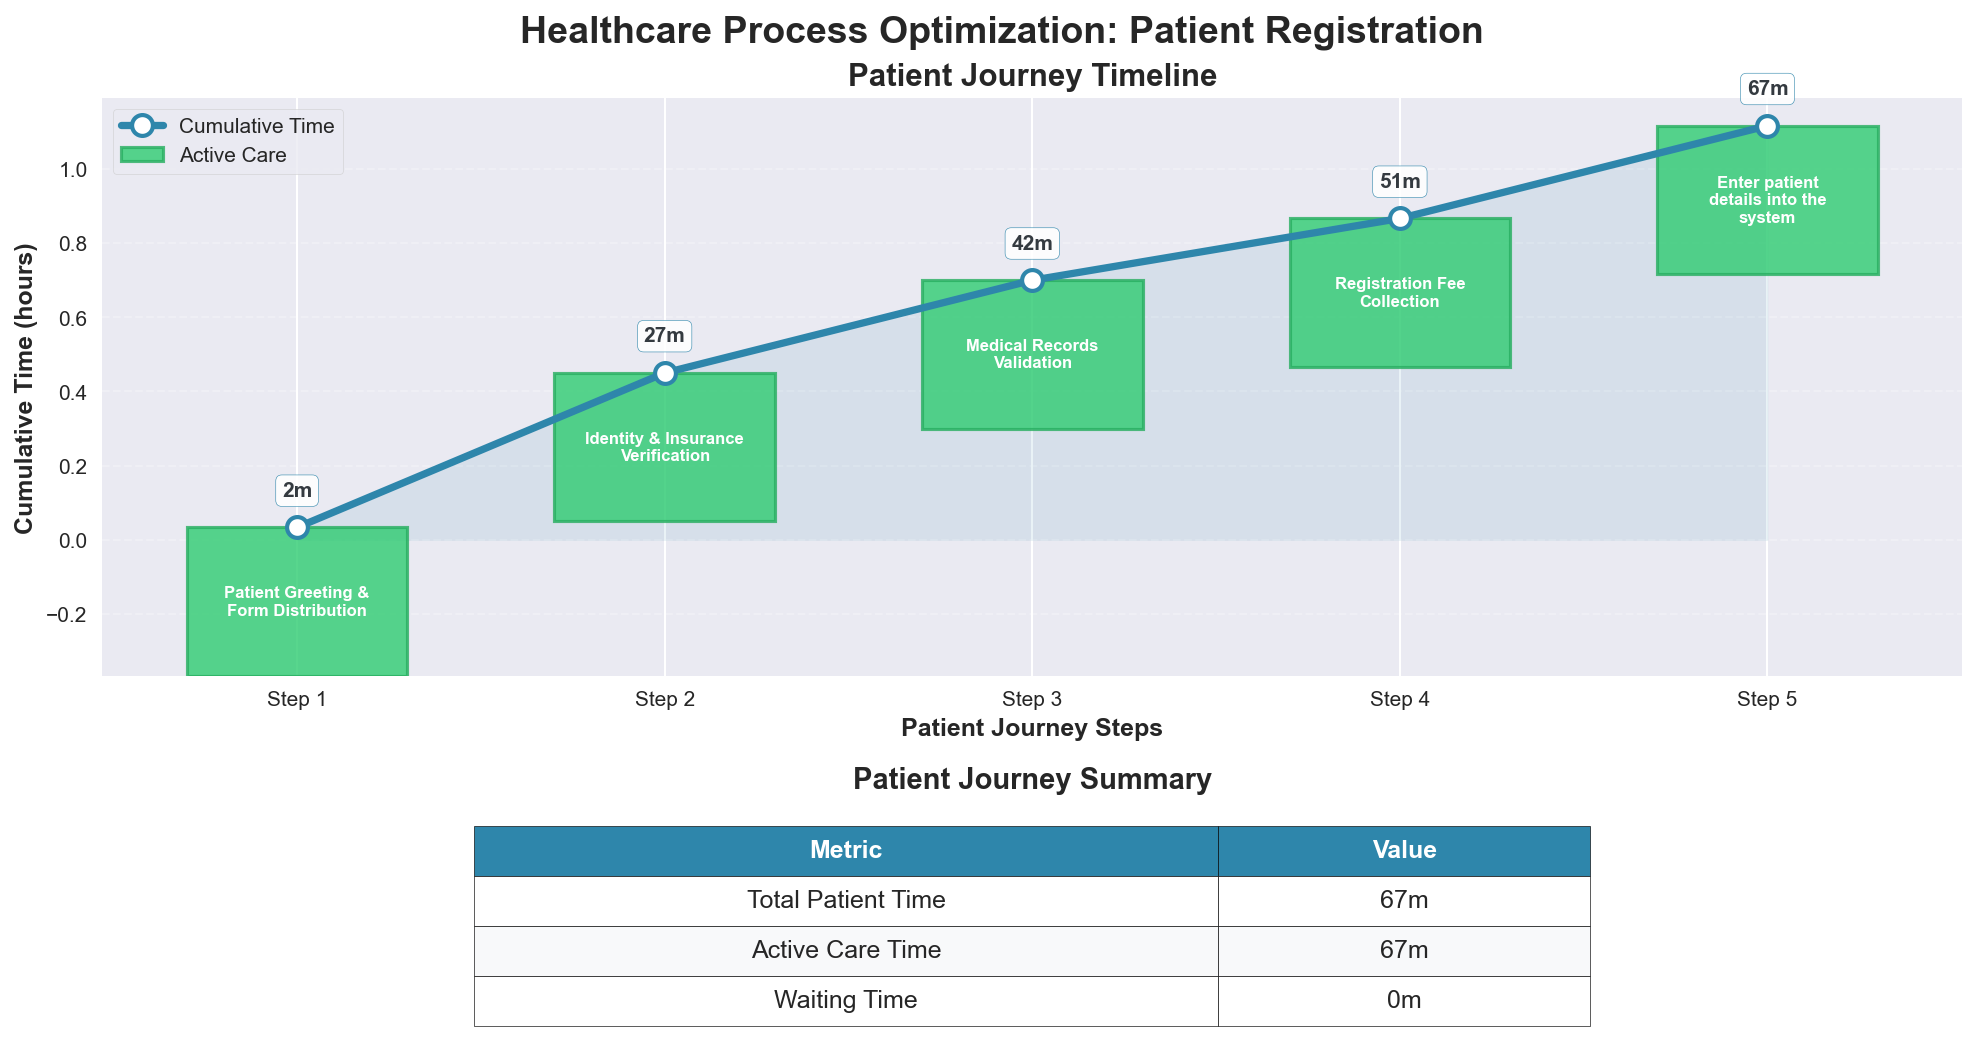 Healthcare Process Optimization: Patient Registration
Patient Journey Timeline
Cumulative Time
Active Care
Cumulative Time (hours)
1.0
0.8
0.6
0.4
0.2
0.0
−0.2
2m
27m
42m
51m
67m
Patient Greeting &
Form Distribution
Identity & Insurance
Verification
Medical Records
Validation
Registration Fee
Collection
Enter patient
details into the
system
Step 1
Step 2
Step 3
Step 4
Step 5
Patient Journey Steps
Patient Journey Summary
Metric Value
Total Patient Time 67m
Active Care Time 67m
Waiting Time 0m